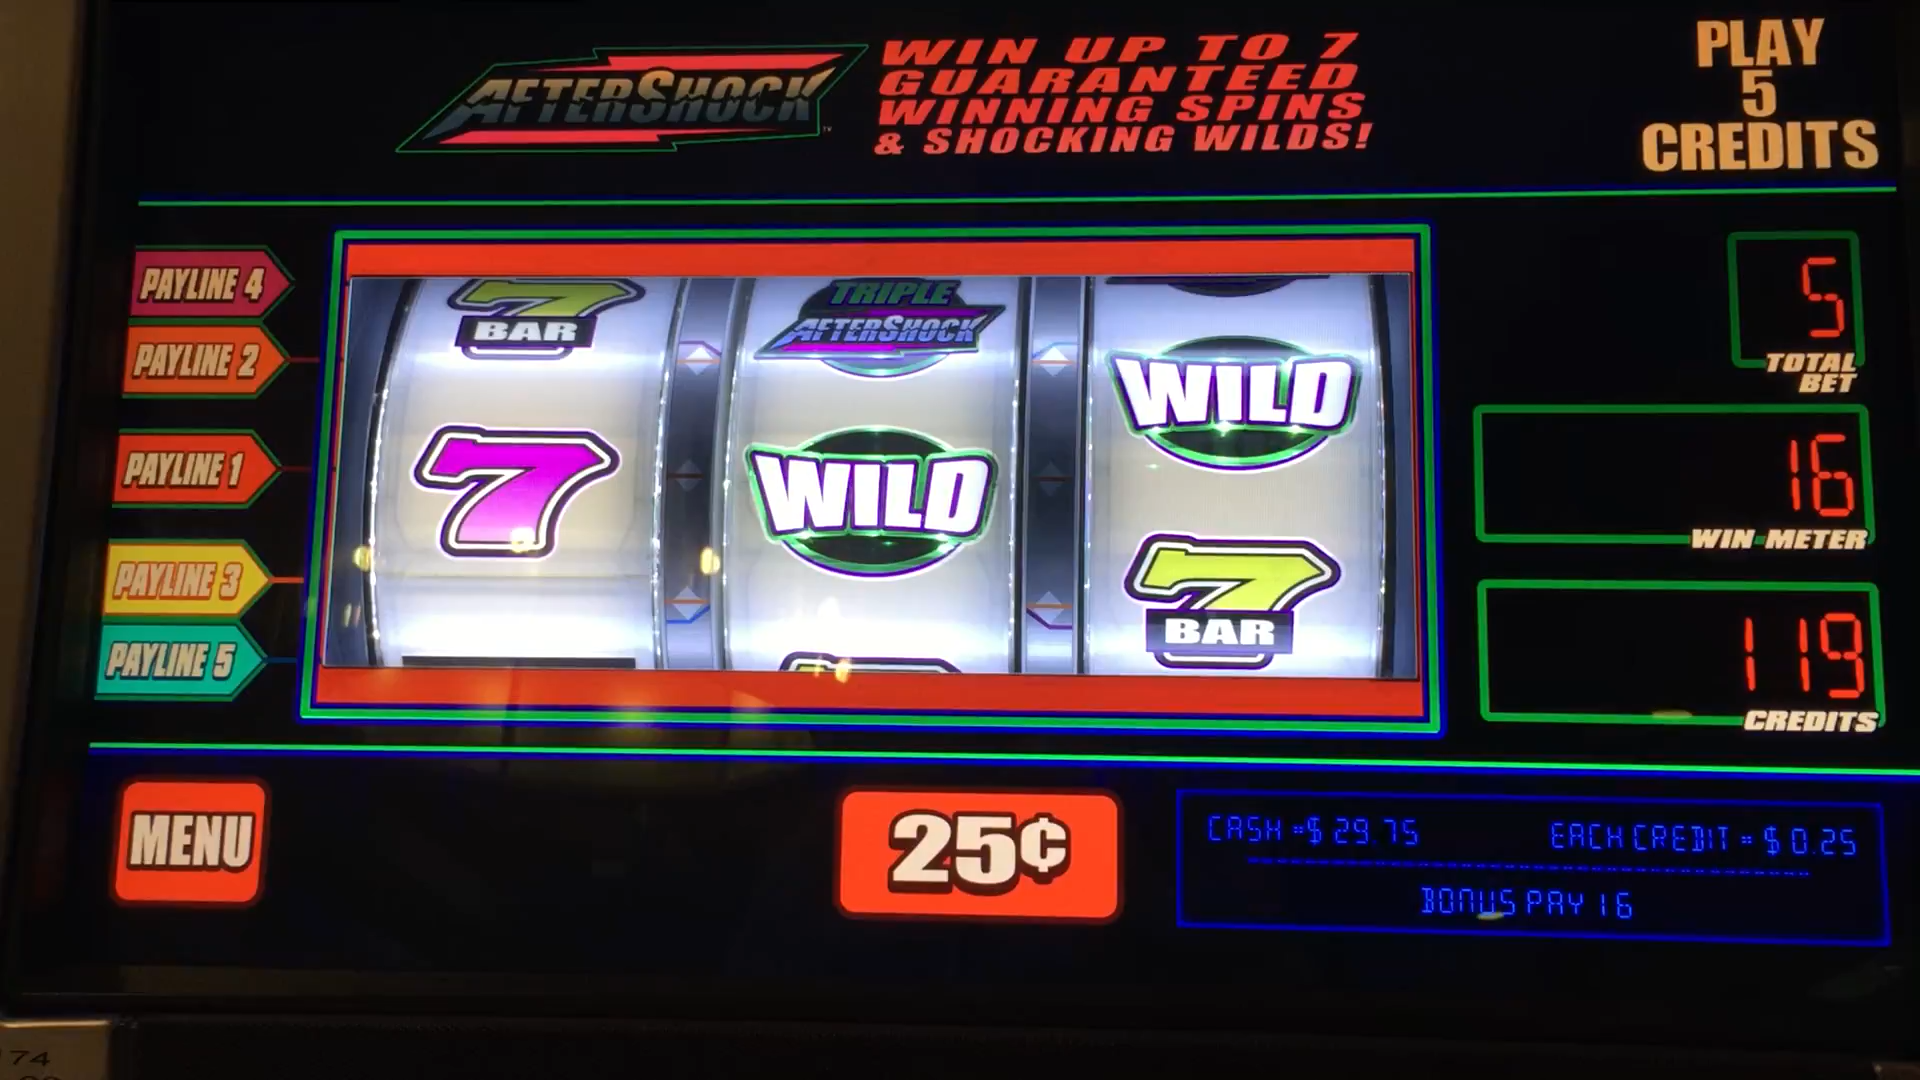 AFTERSHOCK
WIN UP TO 7
GUARANTEED
WINNING SPINS
& SHOCKING WILDS!
PLAY
5
CREDITS
PAYLINE 4
PAYLINE 2
PAYLINE 1
PAYLINE 3
PAYLINE 5
7
BAR
7
TRIPLE
AFTERSHOCK
WILD
WILD
7
BAR
5
TOTAL
BET
16
WIN METER
119
CREDITS
MENU
25¢
CASH =$ 29.75 EACH CREDIT = $ 0.25
BONUS PAY 16
74